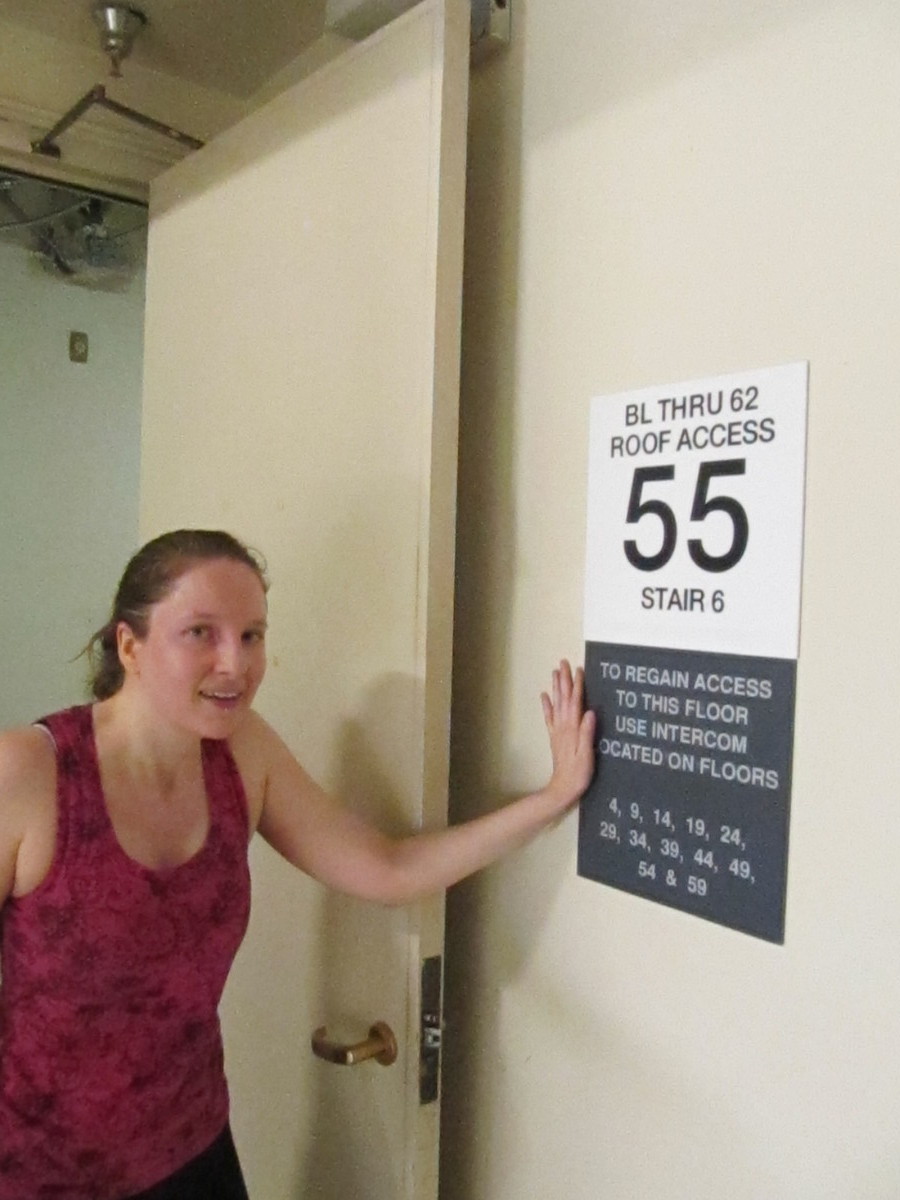 BL THRU 62
ROOF ACCESS
55
STAIR 6
TO REGAIN ACCESS
TO THIS FLOOR
USE INTERCOM
OCATED ON FLOORS
4, 9, 14, 19, 24,
29, 34, 39, 44, 49,
54 & 59